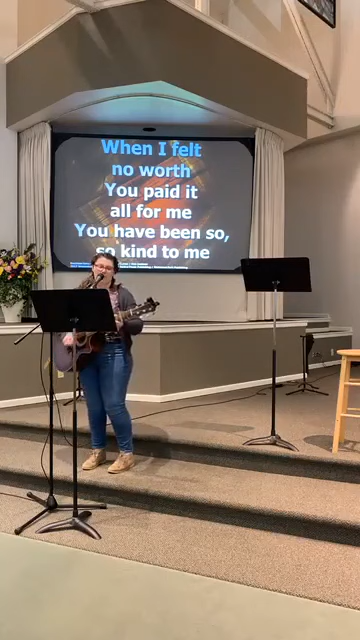 When I felt
no worth
You paid it
all for me
You have been so,
so kind to me